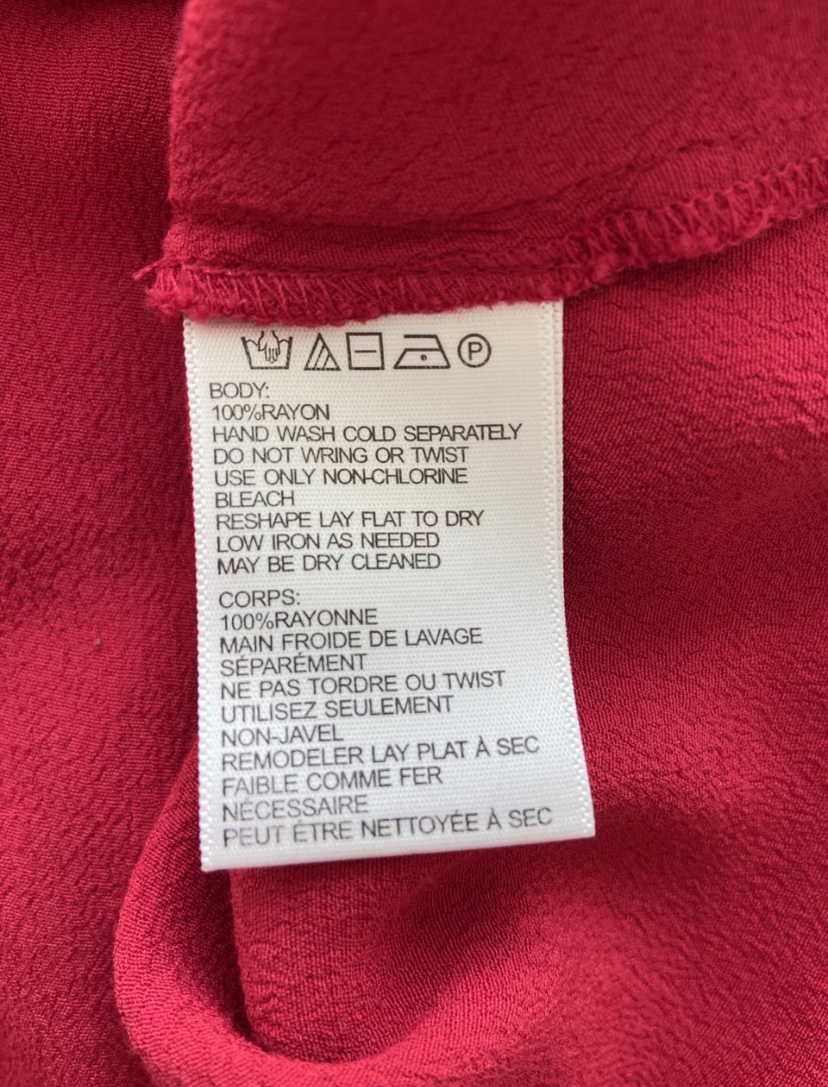 P
BODY:
100%RAYON
HAND WASH COLD SEPARATELY
DO NOT WRING OR TWIST
USE ONLY NON-CHLORINE
BLEACH
RESHAPE LAY FLAT TO DRY
LOW IRON AS NEEDED
MAY BE DRY CLEANED
CORPS:
100%RAYONNE
MAIN FROIDE DE LAVAGE
SÉPARÉMENT
NE PAS TORDRE OU TWIST
UTILISEZ SEULEMENT
NON-JAVEL
REMODELER LAY PLAT À SEC
FAIBLE COMME FER
NÉCESSAIRE
PEUT ÊTRE NETTOYÉE À SEC